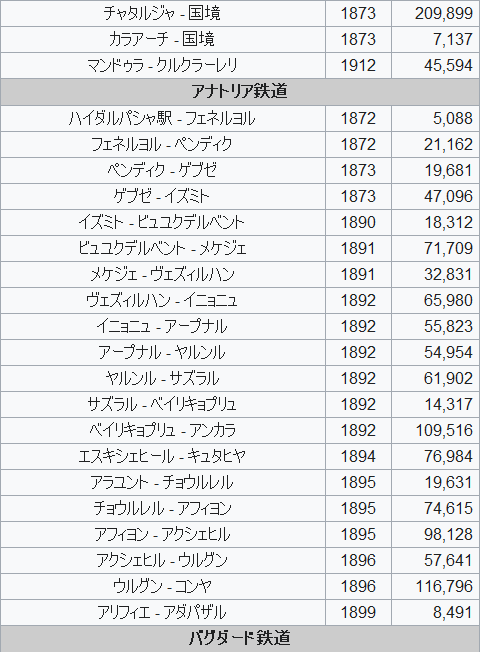 チャタルジャ - 国境 1873 209,899
カラアーチ - 国境 1873 7,137
マンドゥラ - クルクラーレリ 1912 45,594
アナトリア鉄道
ハイダルパシャ駅 - フェネルヨル 1872 5,088
フェネルヨル - ペンディク 1872 21,162
ペンディク - ゲブゼ 1873 19,681
ゲブゼ - イズミト 1873 47,096
イズミト - ビュユクデルベント 1890 18,312
ビュユクデルベント - メケジェ 1891 71,709
メケジェ - ヴェズィルハン 1891 32,831
ヴェズィルハン - イニョニュ 1892 65,980
イニョニュ - アープナル 1892 55,823
アープナル - ヤルンル 1892 54,954
ヤルンル - サズラル 1892 61,902
サズラル - ベイリキョプリュ 1892 14,317
ベイリキョプリュ - アンカラ 1892 109,516
エスキシェヒール - キュタヒヤ 1894 76,984
アラユント - チョウルレル 1895 19,631
チョウルレル - アフィヨン 1895 74,615
アフィヨン - アクシェヒル 1895 98,128
アクシェヒル - ウルグン 1896 57,641
ウルグン - コンヤ 1896 116,796
アリフィエ - アダパザル 1899 8,491
バグダード鉄道